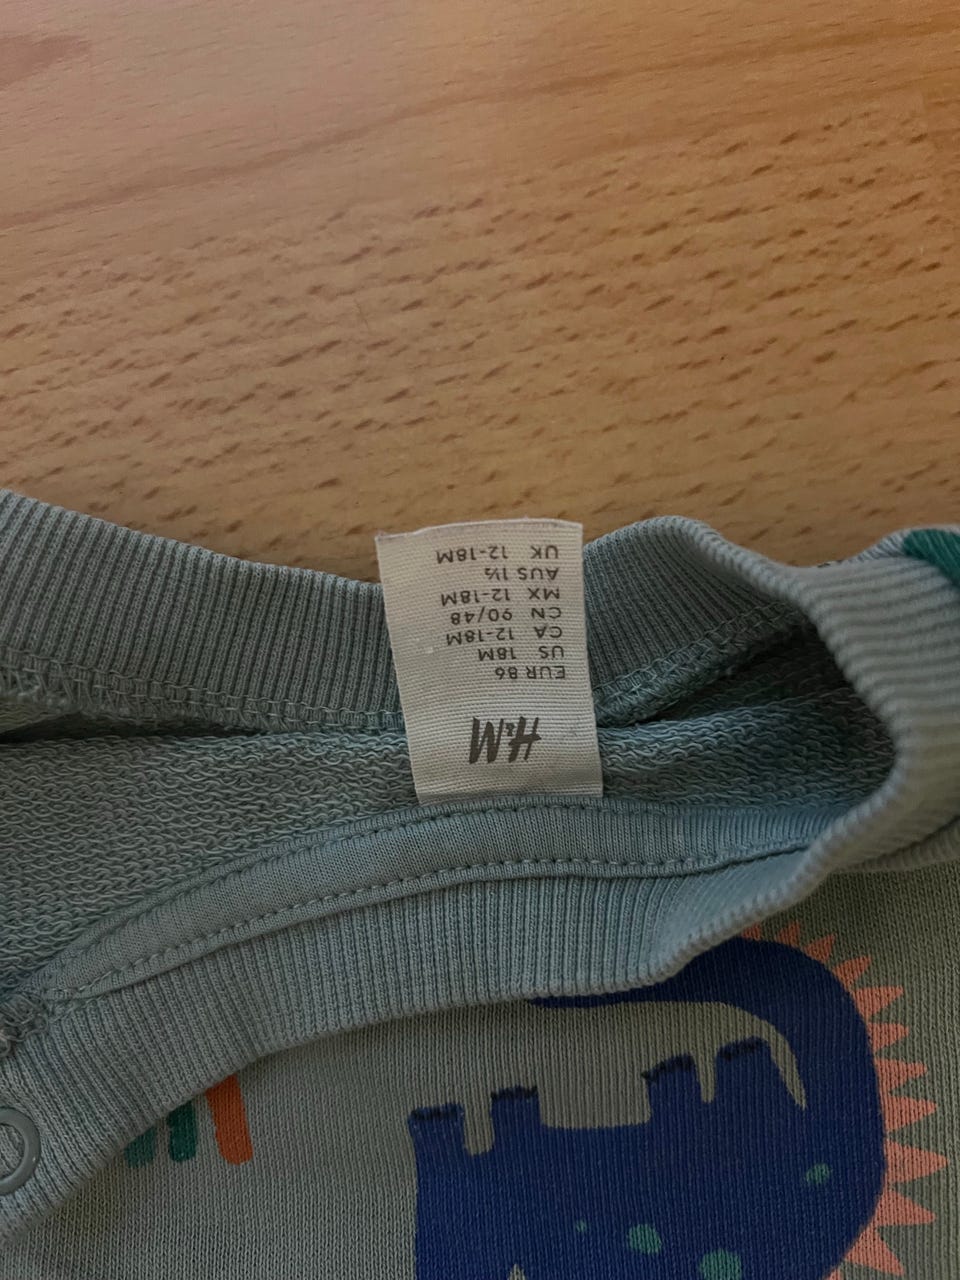 H&M
EUR 86
US 18M
CA 12-18M
CN 90/48
MX 12-18M
AUS 1½
UK 12-18M